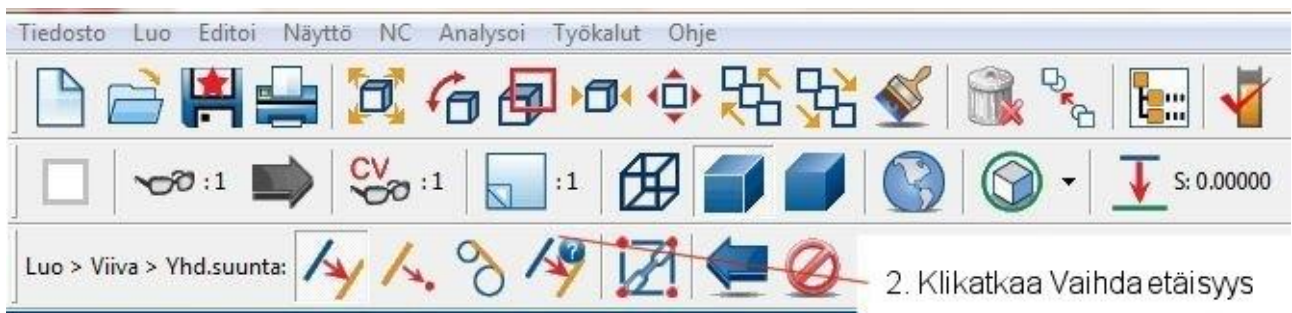 Tiedosto Luo Editoi Näyttö NC Analysoi Työkalut Ohje
:1 CV :1 :1 S: 0.00000
Luo > Viiva > Yhd.suunta: ? 2. Klikatkaa Vaihda etäisyys